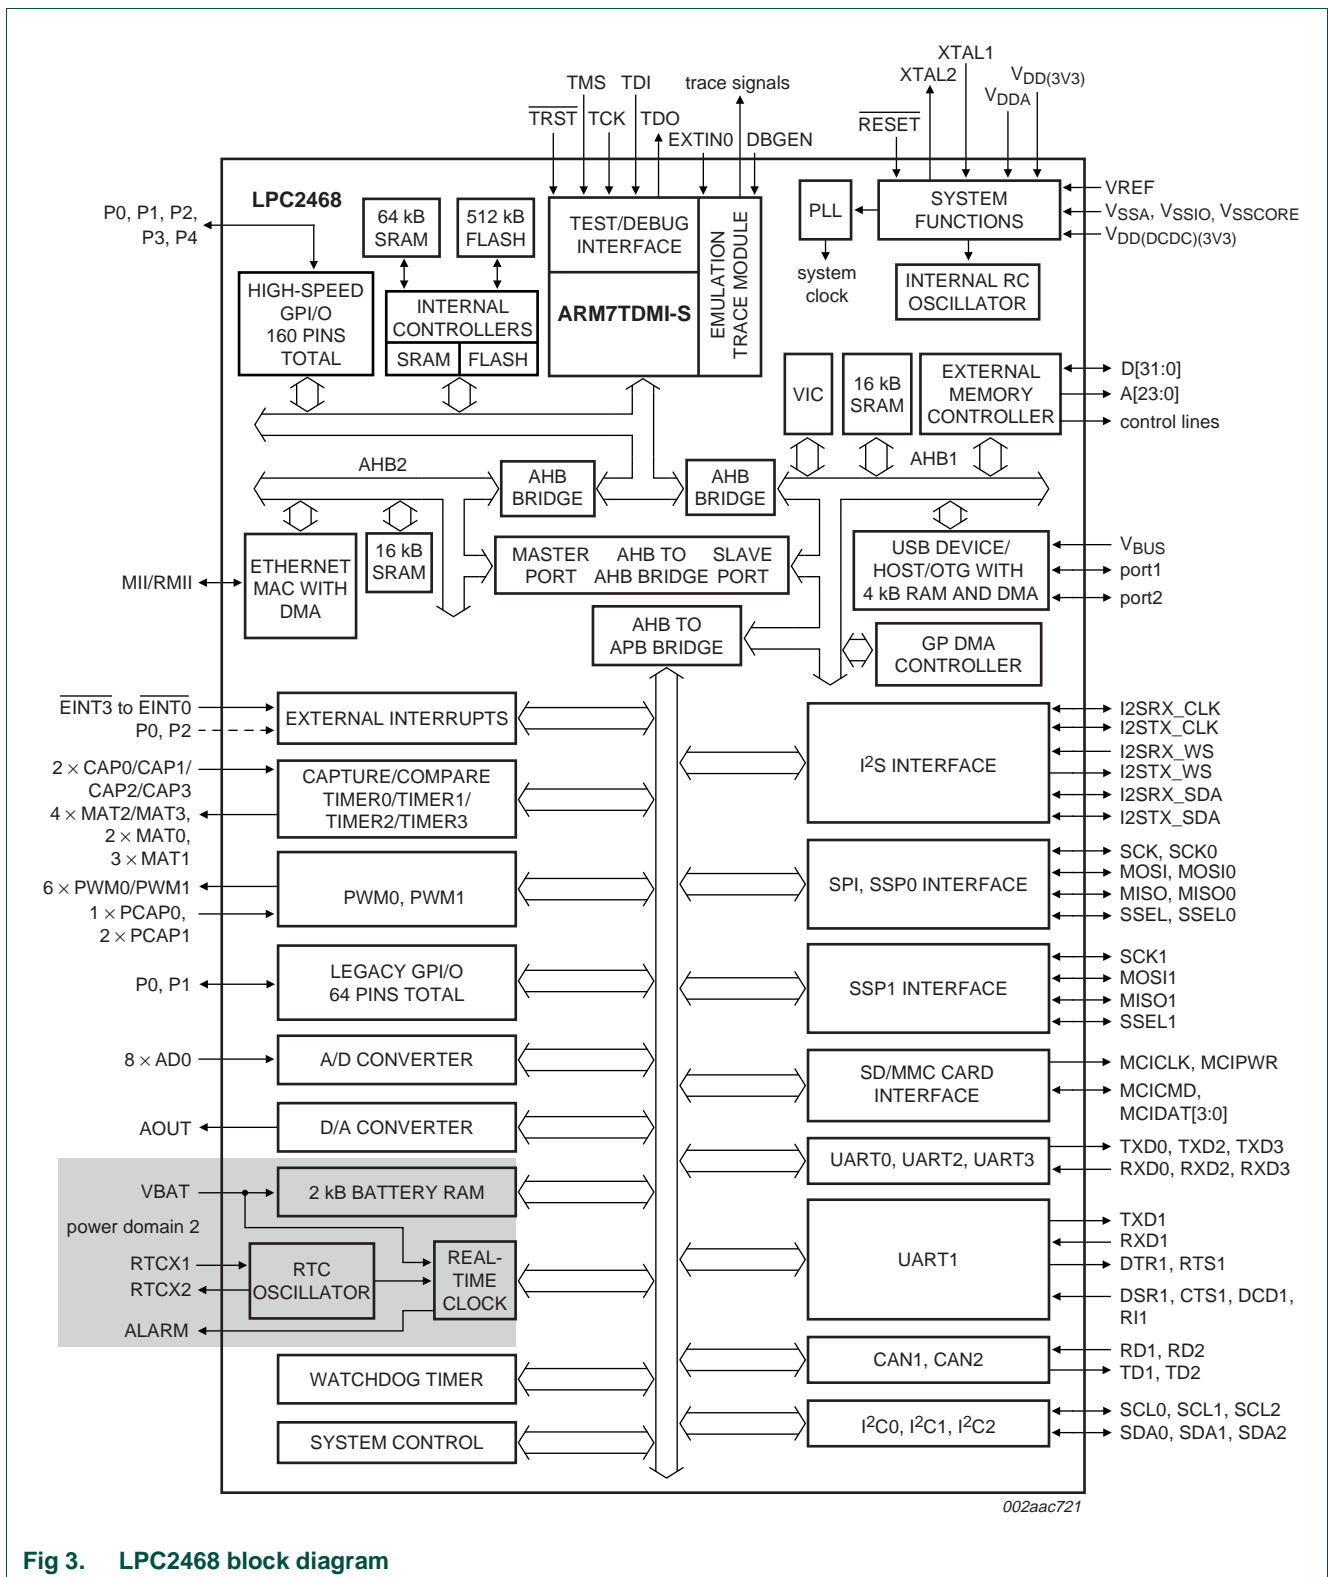 XTAL1
XTAL2
VDD(3V3)
VDDA
RESET
TMS
TDI
trace signals
TRST
TCK
TDO
EXTIN0
DBGEN
LPC2468
P0, P1, P2,
P3, P4
64 kB
SRAM
512 kB
FLASH
TEST/DEBUG
INTERFACE
EMULATION
TRACE MODULE
PLL
SYSTEM
FUNCTIONS
VREF
VSSA, VSSIO, VSSCORE
VDD(DCDC)(3V3)
system
clock
INTERNAL RC
OSCILLATOR
HIGH-SPEED
GPI/O
160 PINS
TOTAL
INTERNAL
CONTROLLERS
SRAM
FLASH
ARM7TDMI-S
VIC
16 kB
SRAM
EXTERNAL
MEMORY
CONTROLLER
D[31:0]
A[23:0]
control lines
AHB2
AHB
BRIDGE
AHB
BRIDGE
AHB1
ETHERNET
MAC WITH
DMA
MII/RMII
16 kB
SRAM
MASTER
PORT
AHB TO
AHB BRIDGE
SLAVE
PORT
USB DEVICE/
HOST/OTG WITH
4 kB RAM AND DMA
VBUS
port1
port2
AHB TO
APB BRIDGE
GP DMA
CONTROLLER
EINT3 to EINT0
P0, P2
EXTERNAL INTERRUPTS
I2S INTERFACE
I2SRX_CLK
I2STX_CLK
I2SRX_WS
I2STX_WS
I2SRX_SDA
I2STX_SDA
2 × CAP0/CAP1/
CAP2/CAP3
4 × MAT2/MAT3,
2 × MAT0,
3 × MAT1
CAPTURE/COMPARE
TIMER0/TIMER1/
TIMER2/TIMER3
6 × PWM0/PWM1
1 × PCAP0,
2 × PCAP1
PWM0, PWM1
SPI, SSP0 INTERFACE
SCK, SCK0
MOSI, MOSI0
MISO, MISO0
SSEL, SSEL0
P0, P1
LEGACY GPI/O
64 PINS TOTAL
SSP1 INTERFACE
SCK1
MOSI1
MISO1
SSEL1
8 × AD0
A/D CONVERTER
SD/MMC CARD
INTERFACE
MCICLK, MCIPWR
MCICMD,
MCIDAT[3:0]
AOUT
D/A CONVERTER
UART0, UART2, UART3
TXD0, TXD2, TXD3
RXD0, RXD2, RXD3
VBAT
2 kB BATTERY RAM
power domain 2
RTCX1
RTCX2
RTC
OSCILLATOR
REAL-
TIME
CLOCK
ALARM
UART1
TXD1
RXD1
DTR1, RTS1
DSR1, CTS1, DCD1,
RI1
WATCHDOG TIMER
CAN1, CAN2
RD1, RD2
TD1, TD2
SYSTEM CONTROL
I2C0, I2C1, I2C2
SCL0, SCL1, SCL2
SDA0, SDA1, SDA2
002aac721
Fig 3. LPC2468 block diagram